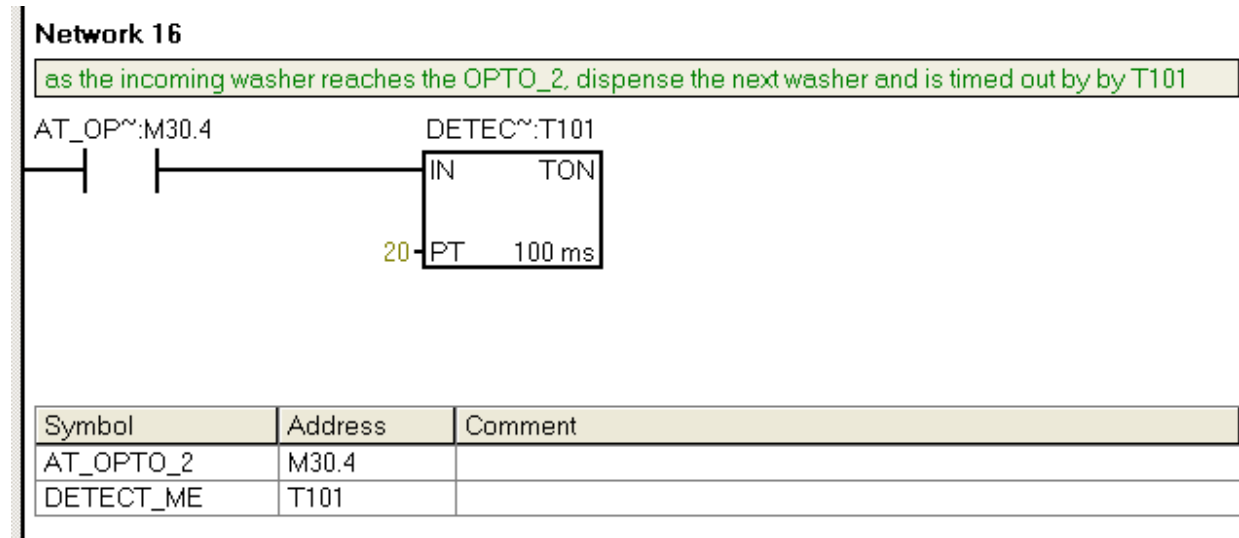 Network 16
as the incoming washer reaches the OPTO_2, dispense the next washer and is timed out by by T101
AT_OP~:M30.4 DETEC~:T101
IN TON
20 PT 100 ms
Symbol Address Comment
AT_OPTO_2 M30.4
DETECT_ME T101